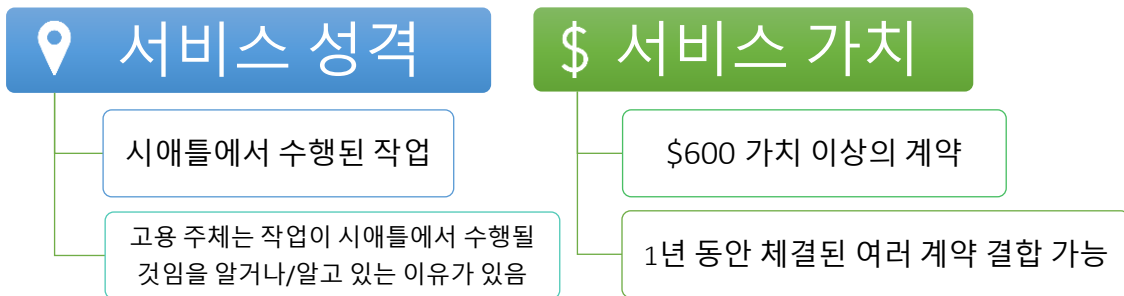 서비스 성격
시애틀에서 수행된 작업
고용 주체는 작업이 시애틀에서 수행될
것임을 알거나/알고 있는 이유가 있음
$ 서비스 가치
$600 가치 이상의 계약
1년 동안 체결된 여러 계약 결합 가능